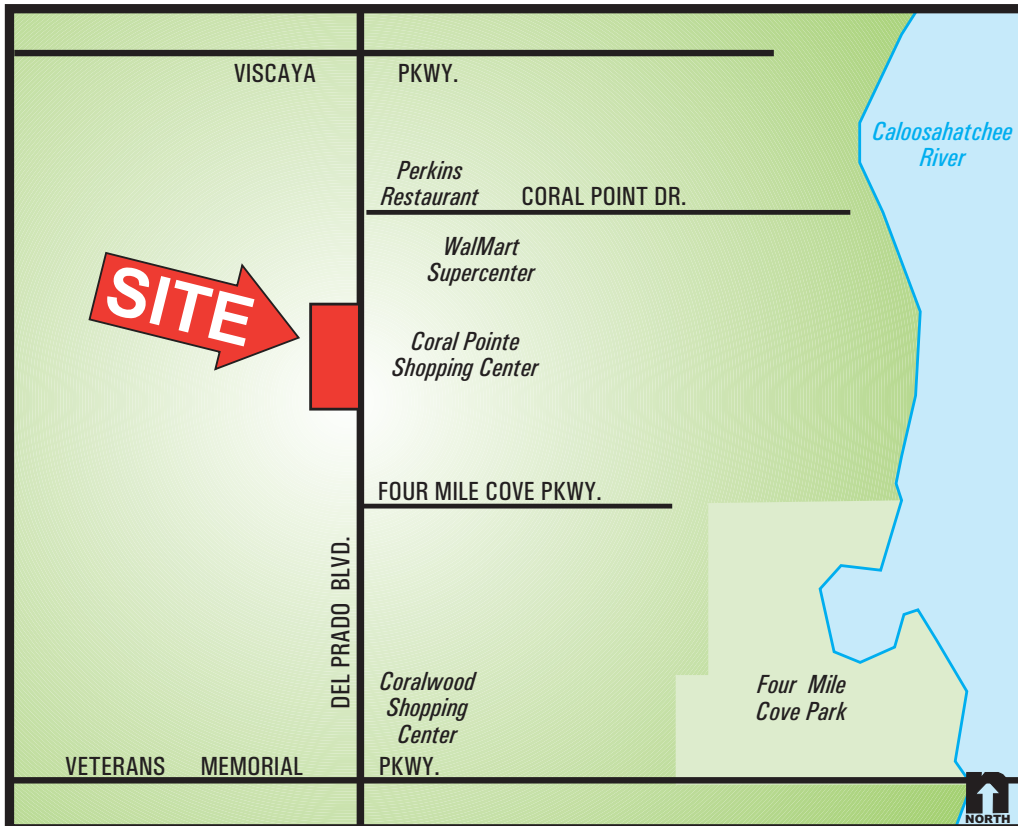 VISCAYA PKWY.
Caloosahatchee
River
Perkins
Restaurant
CORAL POINT DR.
WalMart
Supercenter
SITE
Coral Pointe
Shopping Center
FOUR MILE COVE PKWY.
DEL PRADO BLVD.
Coralwood
Shopping
Center
Four Mile
Cove Park
VETERANS MEMORIAL PKWY.
n
NORTH